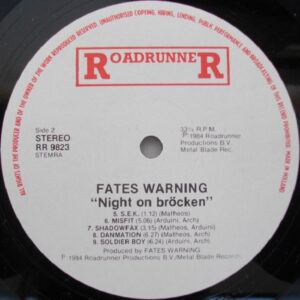 ALL RIGHTS OF THE PRODUCER AND OF THE OWNER OF THE WORK REPRODUCED RESERVED. UNAUTHORISED COPYING, HIRING, LENDING, PUBLIC PERFORMANCE AND BROADCASTING OF THIS RECORD PROHIBITED. MADE IN HOLLAND
ROADRUNNER
Side 2
STEREO
RR 9823
STEMRA
33⅓ R.P.M.
℗ 1984 Roadrunner
Productions B.V.
Metal Blade Rec.
FATES WARNING
“Night on bröcken”
5. S.E.K. (1.12) (Matheos)
6. MISFIT (5.06) (Arduini, Arch)
7. SHADOWFAX (3.15) (Matheos, Arduini)
8. DAMNATION (6.27) (Matheos, Arch)
9. SOLDIER BOY (6.24) (Arduini, Arch)
Produced by FATES WARNING
℗ 1984 Roadrunner Productions B.V./Metal Blade Rec.